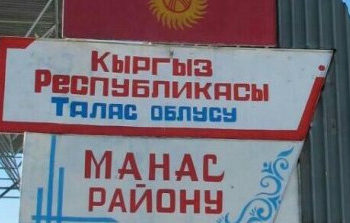 Кыргыз
Республикасы
Талас облусу
Манас
району